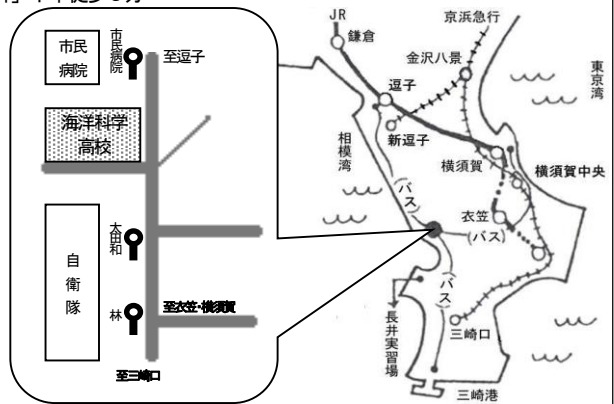 市民
病院
市民病院
至逗子
海洋科学
高校
自衛隊
太田和
林
至衣笠・横須賀
至三崎口
JR
鎌倉
京浜急行
金沢八景
逗子
新逗子
東京湾
相模湾
横須賀
横須賀中央
(バス)
衣笠
(バス)
(バス)
長井実習場
三崎口
三崎港